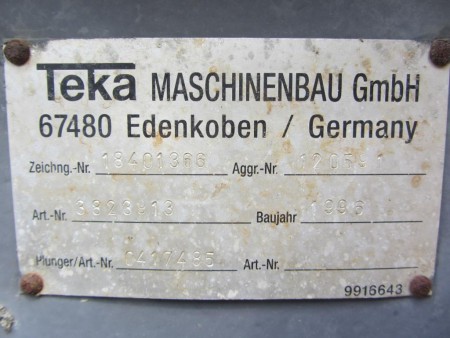 Teka MASCHINENBAU GmbH
67480 Edenkoben / Germany
Zeichng.-Nr. 18401366 Aggr.-Nr.
Art.-Nr. Baujahr 1996
Plunger/Art.-Nr. Art.-Nr.
9916643